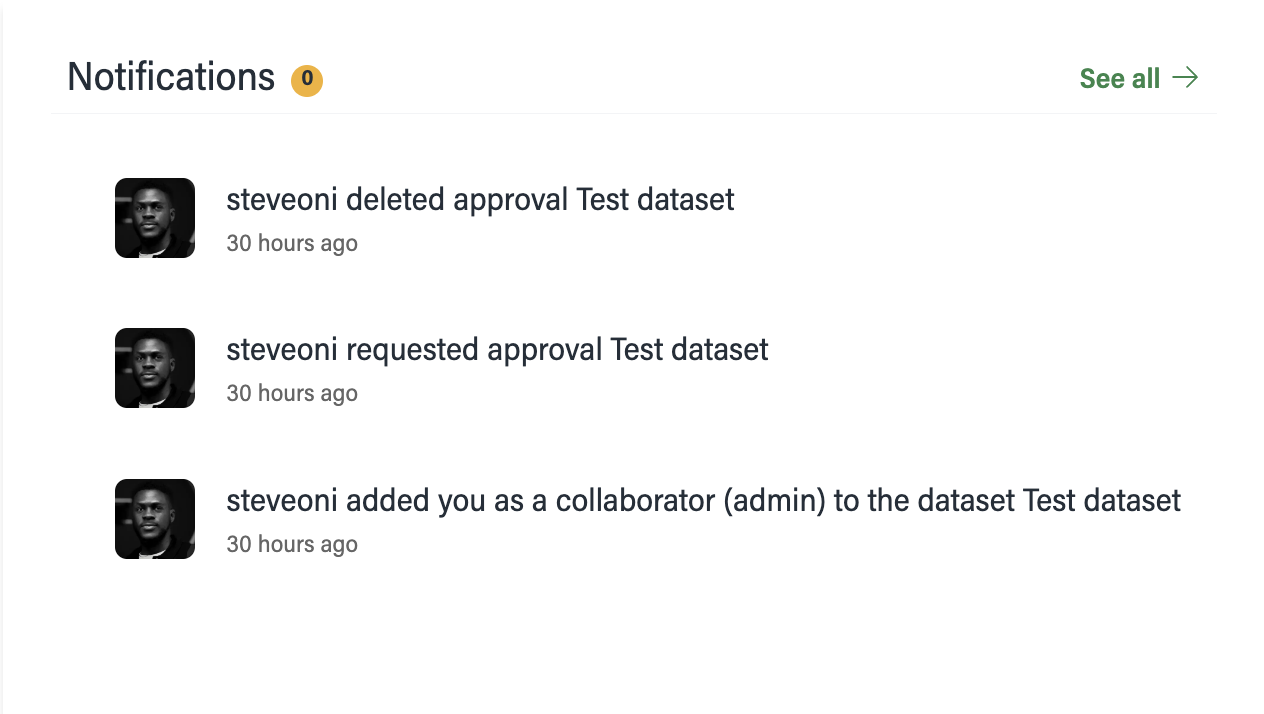 Notifications 0
See all
steveoni deleted approval Test dataset
30 hours ago
steveoni requested approval Test dataset
30 hours ago
steveoni added you as a collaborator (admin) to the dataset Test dataset
30 hours ago